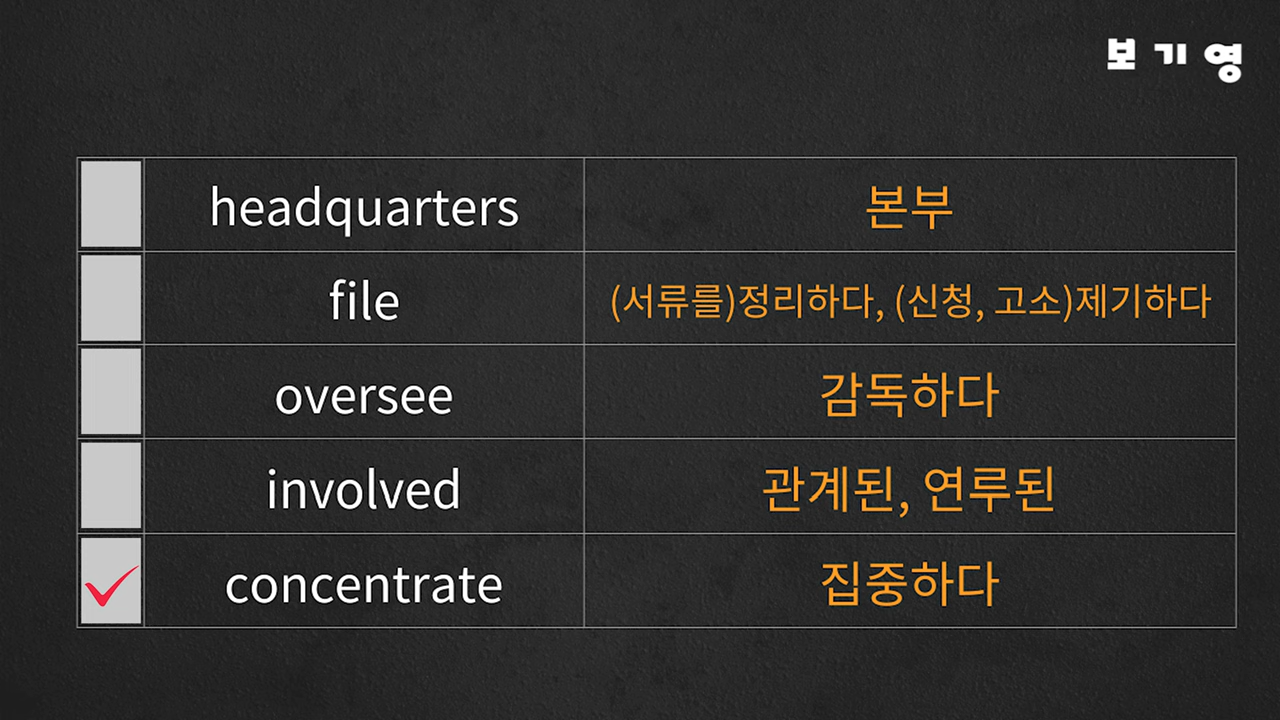 보기영
headquarters 본부
file (서류를)정리하다, (신청, 고소)제기하다
oversee 감독하다
involved 관계된, 연루된
concentrate 집중하다